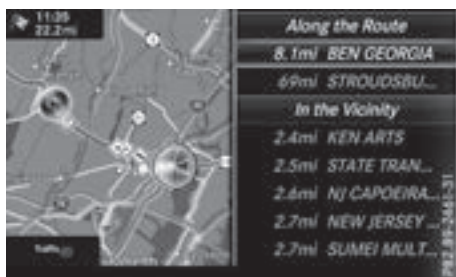 11:35
22.2mi
Traffic
Along the Route
8.1mi BEN GEORGIA
69mi STROUDSBU...
In the Vicinity
2.4mi KEN ARTS
2.5mi STATE TRAN...
2.6mi NJ CAPOEIRA...
2.7mi NEW JERSEY ...
2.7mi SUMEI MULT...